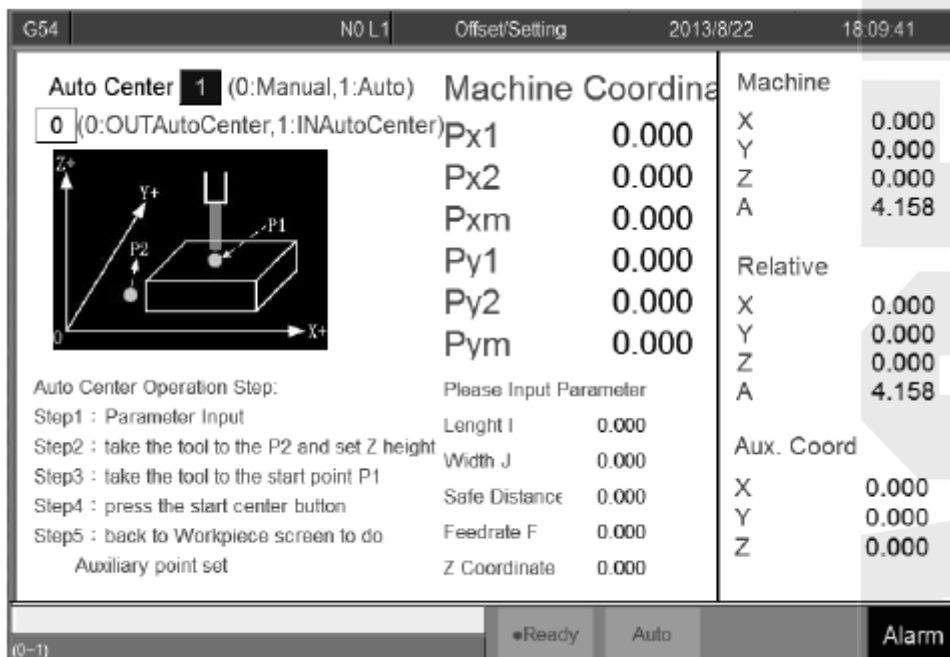 G54 N0 L1 Offset/Setting 2013/8/22 18:09:41
Auto Center 1 (0:Manual,1:Auto)
0 (0:OUTAutoCenter,1:INAutoCenter)
Z+
Y+
P1
P2
0
X+
Auto Center Operation Step:
Step1 : Parameter Input
Step2 : take the tool to the P2 and set Z height
Step3 : take the tool to the start point P1
Step4 : press the start center button
Step5 : back to Workpiece screen to do
Auxiliary point set
Machine Coordina
Px1 0.000
Px2 0.000
Pxm 0.000
Py1 0.000
Py2 0.000
Pym 0.000
Please Input Parameter
Lenght I 0.000
Width J 0.000
Safe Distance 0.000
Feedrate F 0.000
Z Coordinate 0.000
Machine
X 0.000
Y 0.000
Z 0.000
A 4.158
Relative
X 0.000
Y 0.000
Z 0.000
A 4.158
Aux. Coord
X 0.000
Y 0.000
Z 0.000
(0~1) ●Ready Auto Alarm